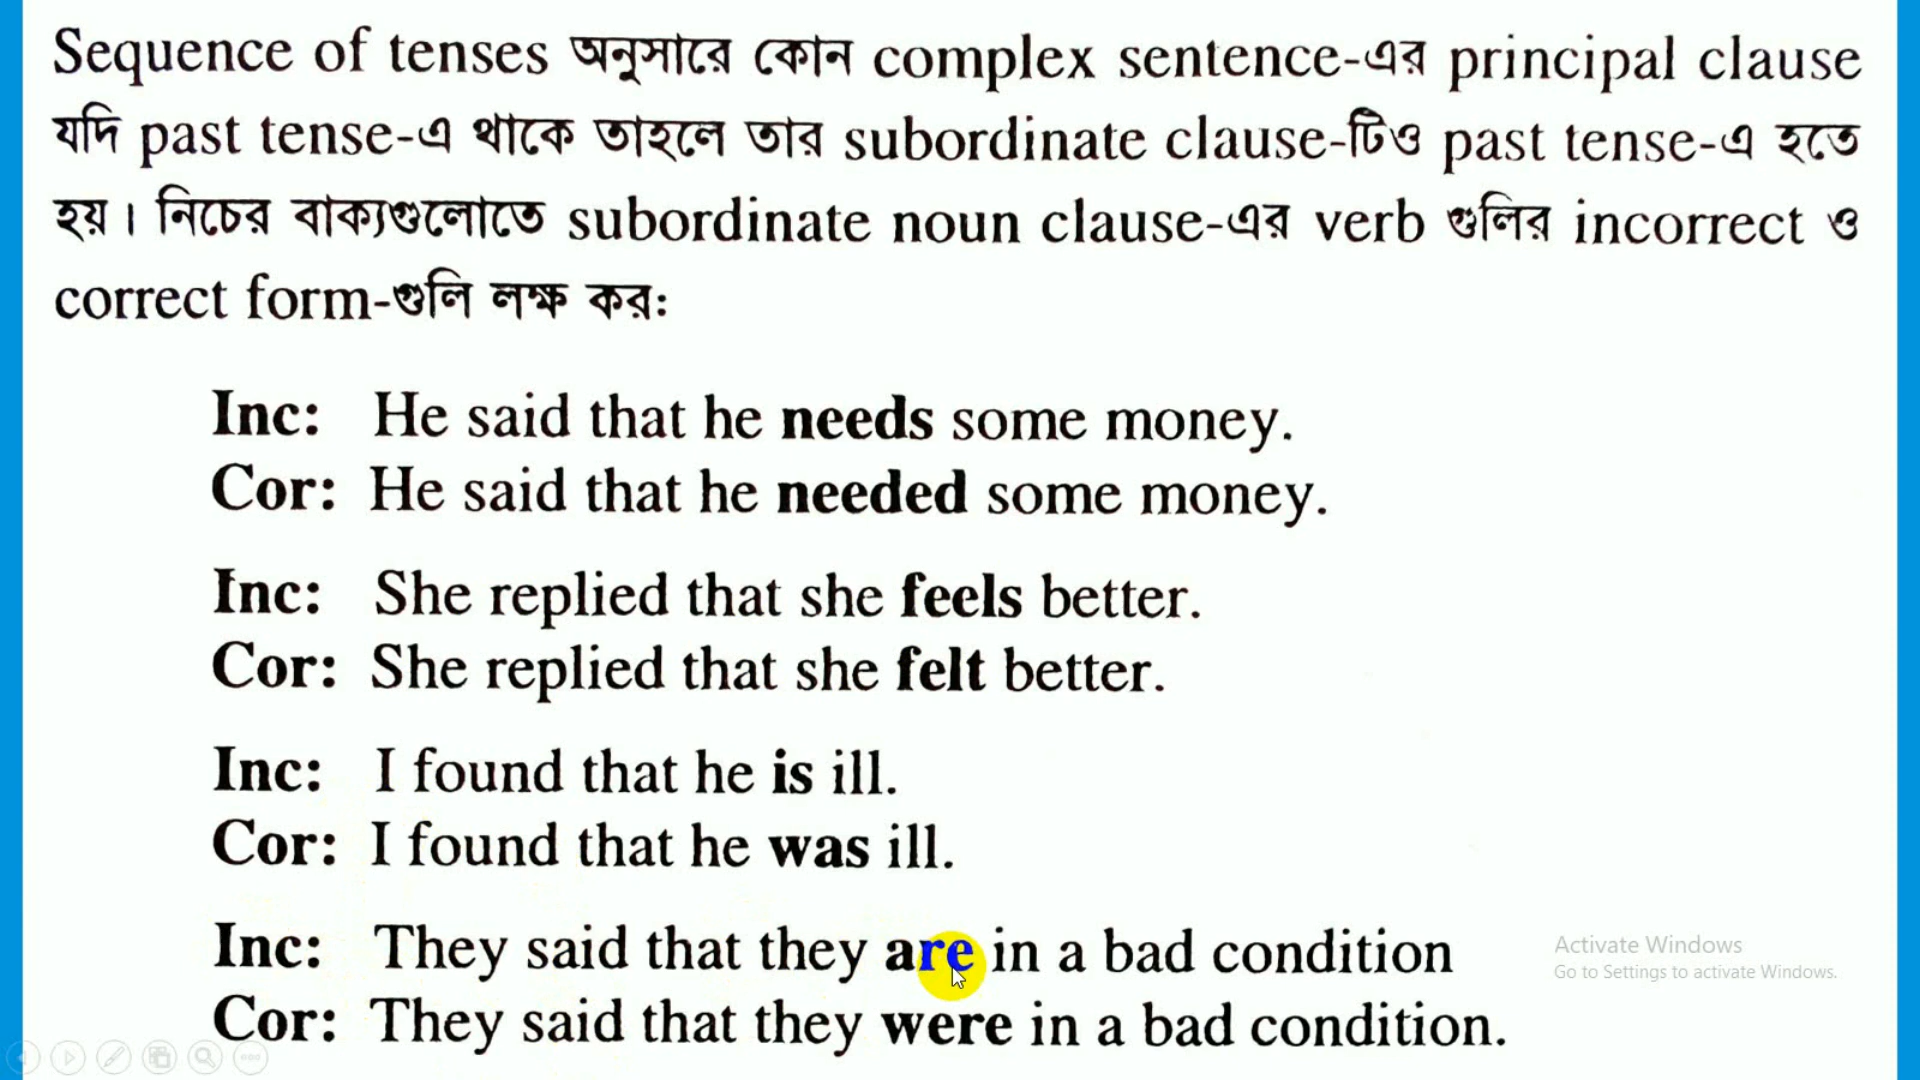 Sequence of tenses অনুসারে কোন complex sentence-এর principal clause
যদি past tense-এ থাকে তাহলে তার subordinate clause-টিও past tense-এ হতে
হয়। নিচের বাক্যগুলোতে subordinate noun clause-এর verb গুলির incorrect ও
correct form-গুলি লক্ষ কর:
Inc: He said that he needs some money.
Cor: He said that he needed some money.
Inc: She replied that she feels better.
Cor: She replied that she felt better.
Inc: I found that he is ill.
Cor: I found that he was ill.
Inc: They said that they are in a bad condition
Cor: They said that they were in a bad condition.
Activate Windows
Go to Settings to activate Windows.